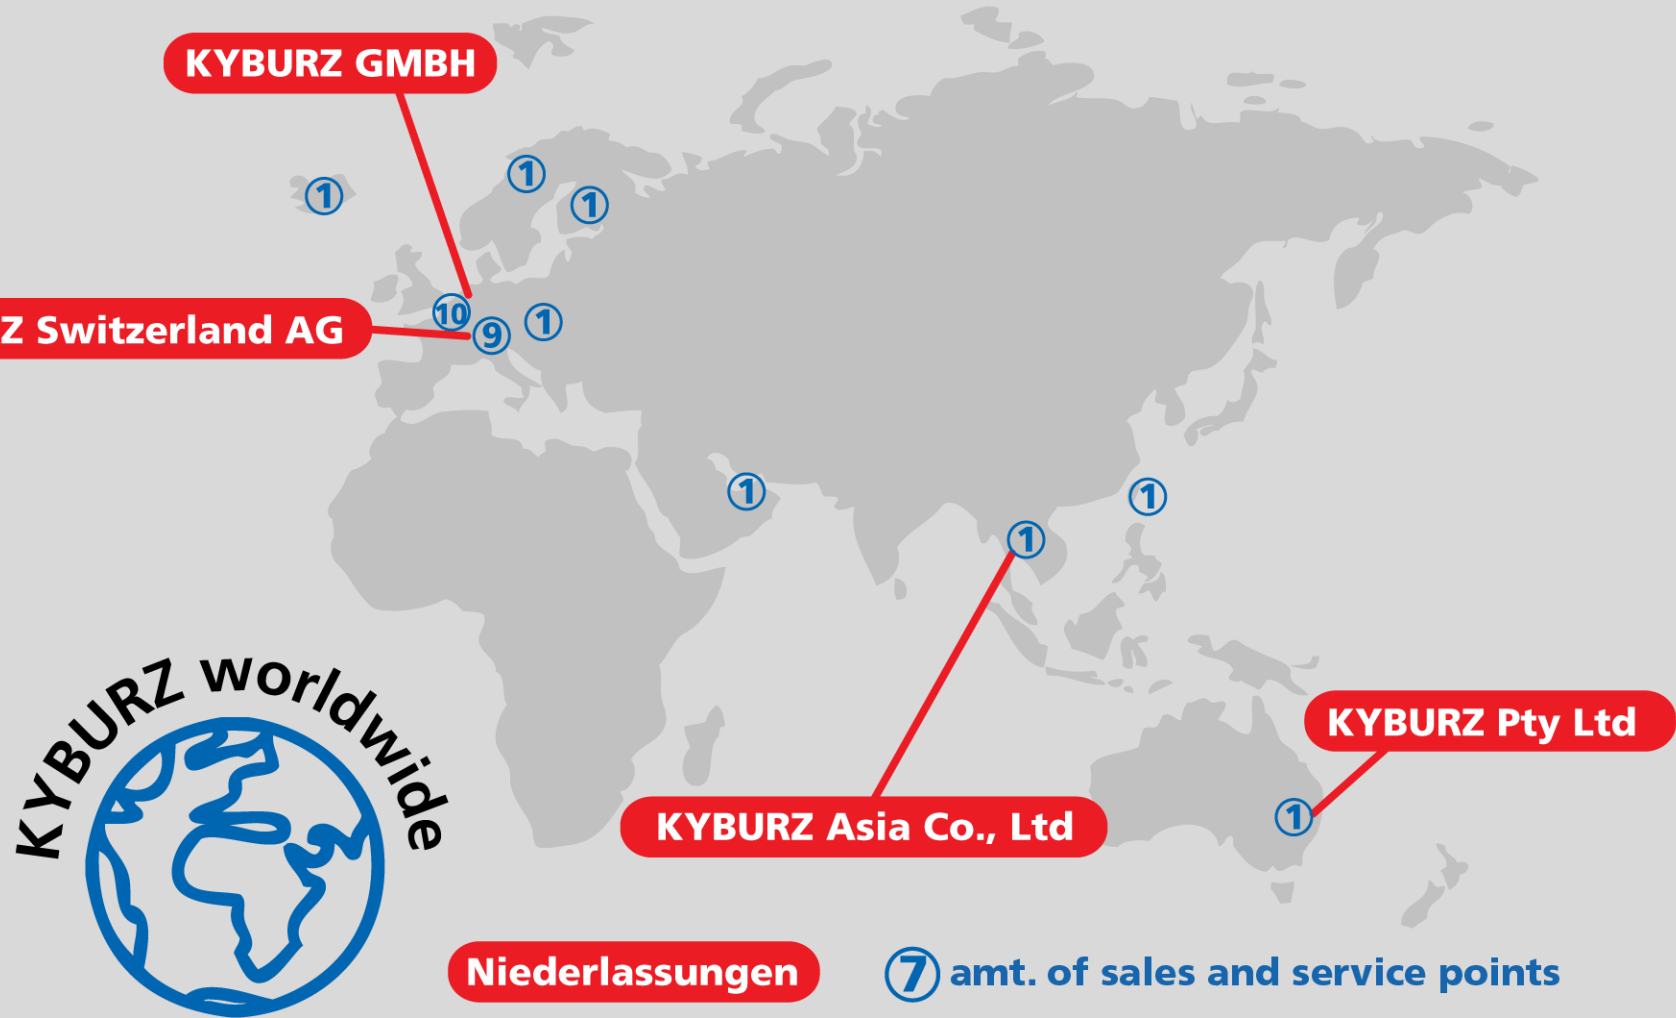 KYBURZ GMBH
1
1
1
10
1
Z Switzerland AG
9
1
1
1
KYBURZ worldwide
KYBURZ Pty Ltd
1
KYBURZ Asia Co., Ltd
Niederlassungen
7 amt. of sales and service points